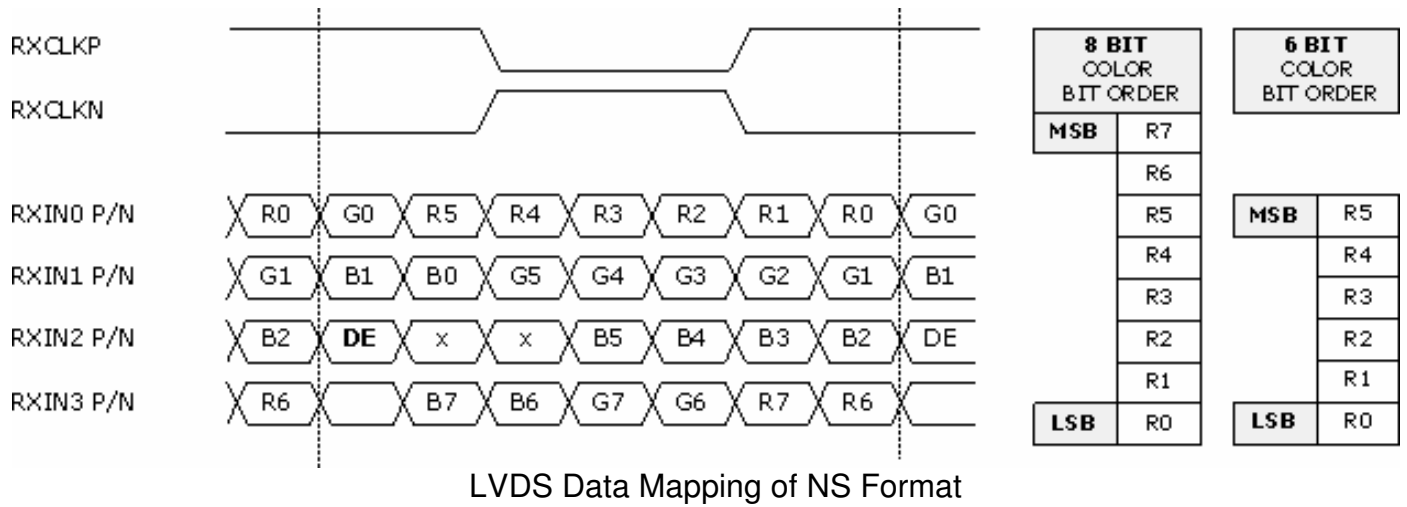 RXCLKP
RXCLKN
RXIN0 P/N R0 G0 R5 R4 R3 R2 R1 R0 G0
RXIN1 P/N G1 B1 B0 G5 G4 G3 G2 G1 B1
RXIN2 P/N B2 DE x x B5 B4 B3 B2 DE
RXIN3 P/N R6 B7 B6 G7 G6 R7 R6
8 BIT
COLOR
BIT ORDER
MSB R7
R6
R5
R4
R3
R2
R1
LSB R0
6 BIT
COLOR
BIT ORDER
MSB R5
R4
R3
R2
R1
LSB R0
LVDS Data Mapping of NS Format